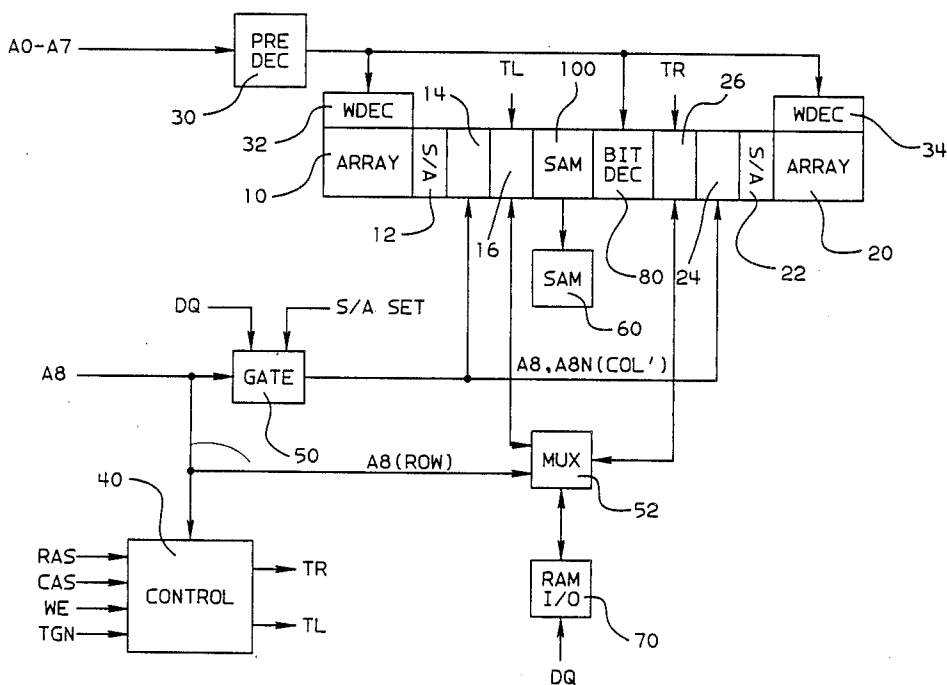 A0-A7
PRE
DEC
30
TL
100
TR
26
14
WDEC
32
WDEC
34
10
ARRAY
S/A
SAM
BIT
DEC
S/A
ARRAY
12
16
80
24
22
20
SAM
60
DQ
S/A SET
A8
GATE
50
A8,A8N(COL')
A8(ROW)
MUX
52
40
RAS
CAS
WE
TGN
CONTROL
TR
TL
RAM
I/O
70
DQ